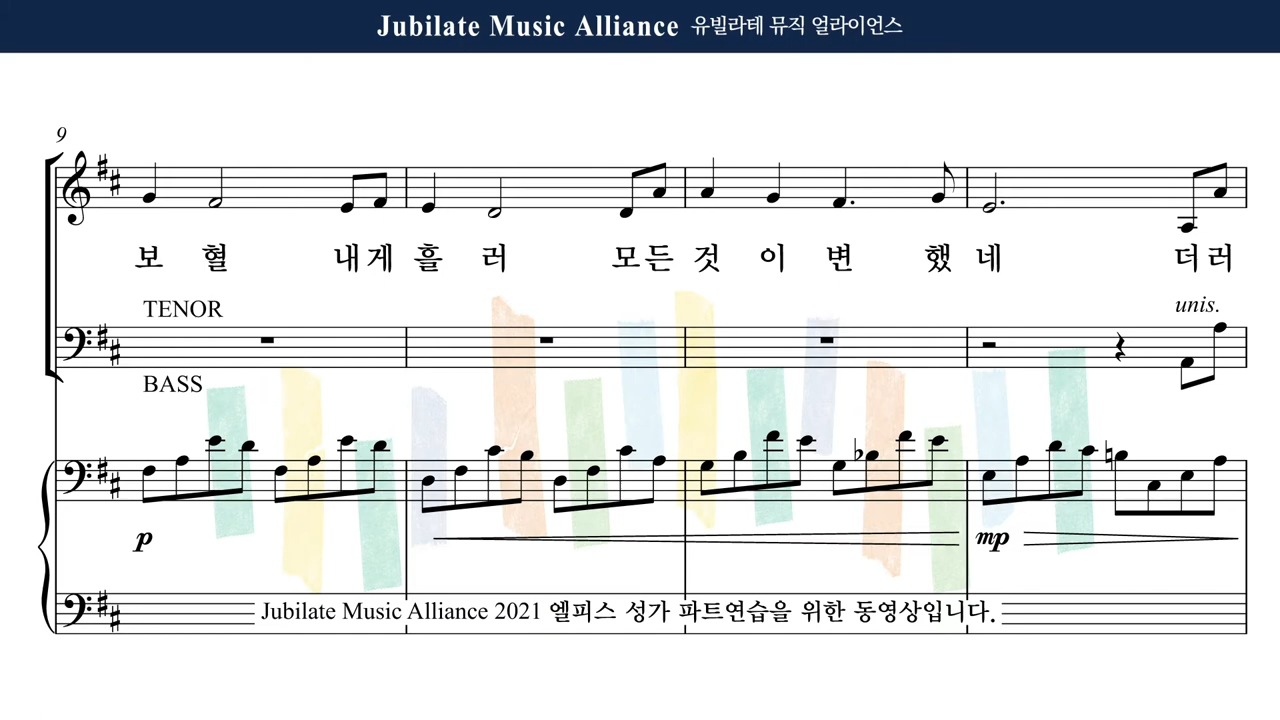 Jubilate Music Alliance 유빌라테 뮤직 얼라이언스
9
보 혈 내 게 흘 러 모 든 것 이 변 했 네 더 러
TENOR
unis.
BASS
p mp
Jubilate Music Alliance 2021 엘피스 성가 파트연습을 위한 동영상입니다.